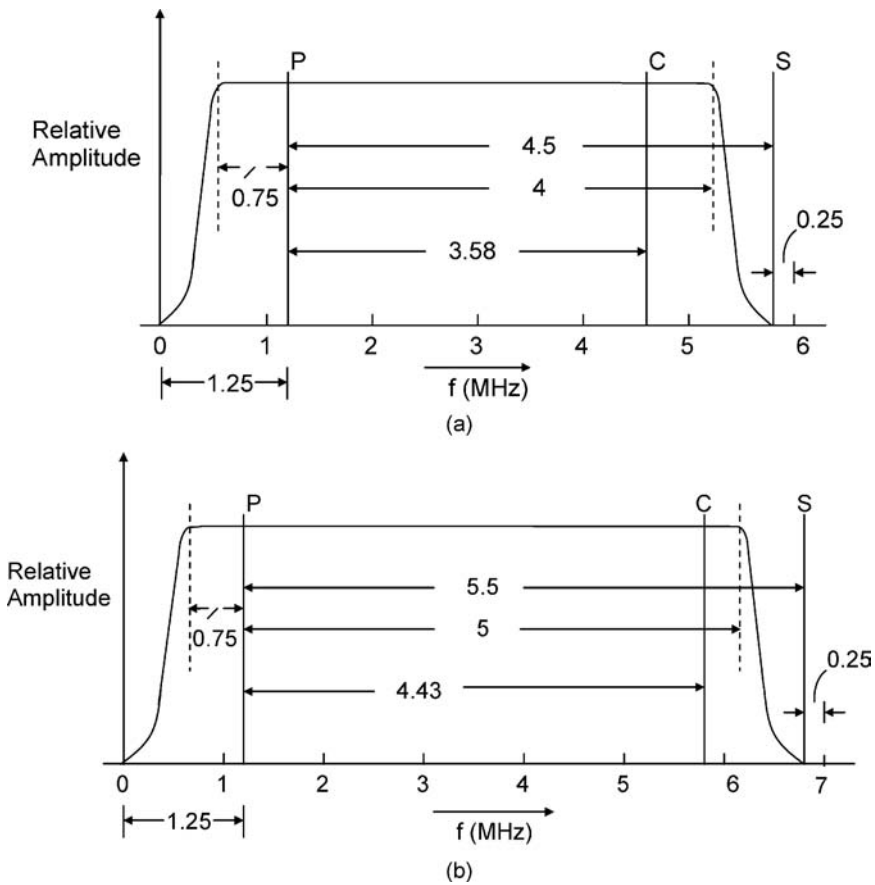 P C S
Relative
Amplitude
4.5
0.75
4
0.25
3.58
0 1 2 3 4 5 6
1.25
f (MHz)
(a)
P C S
Relative
Amplitude
5.5
0.75
5
0.25
4.43
0 1 2 3 4 5 6 7
1.25
f (MHz)
(b)